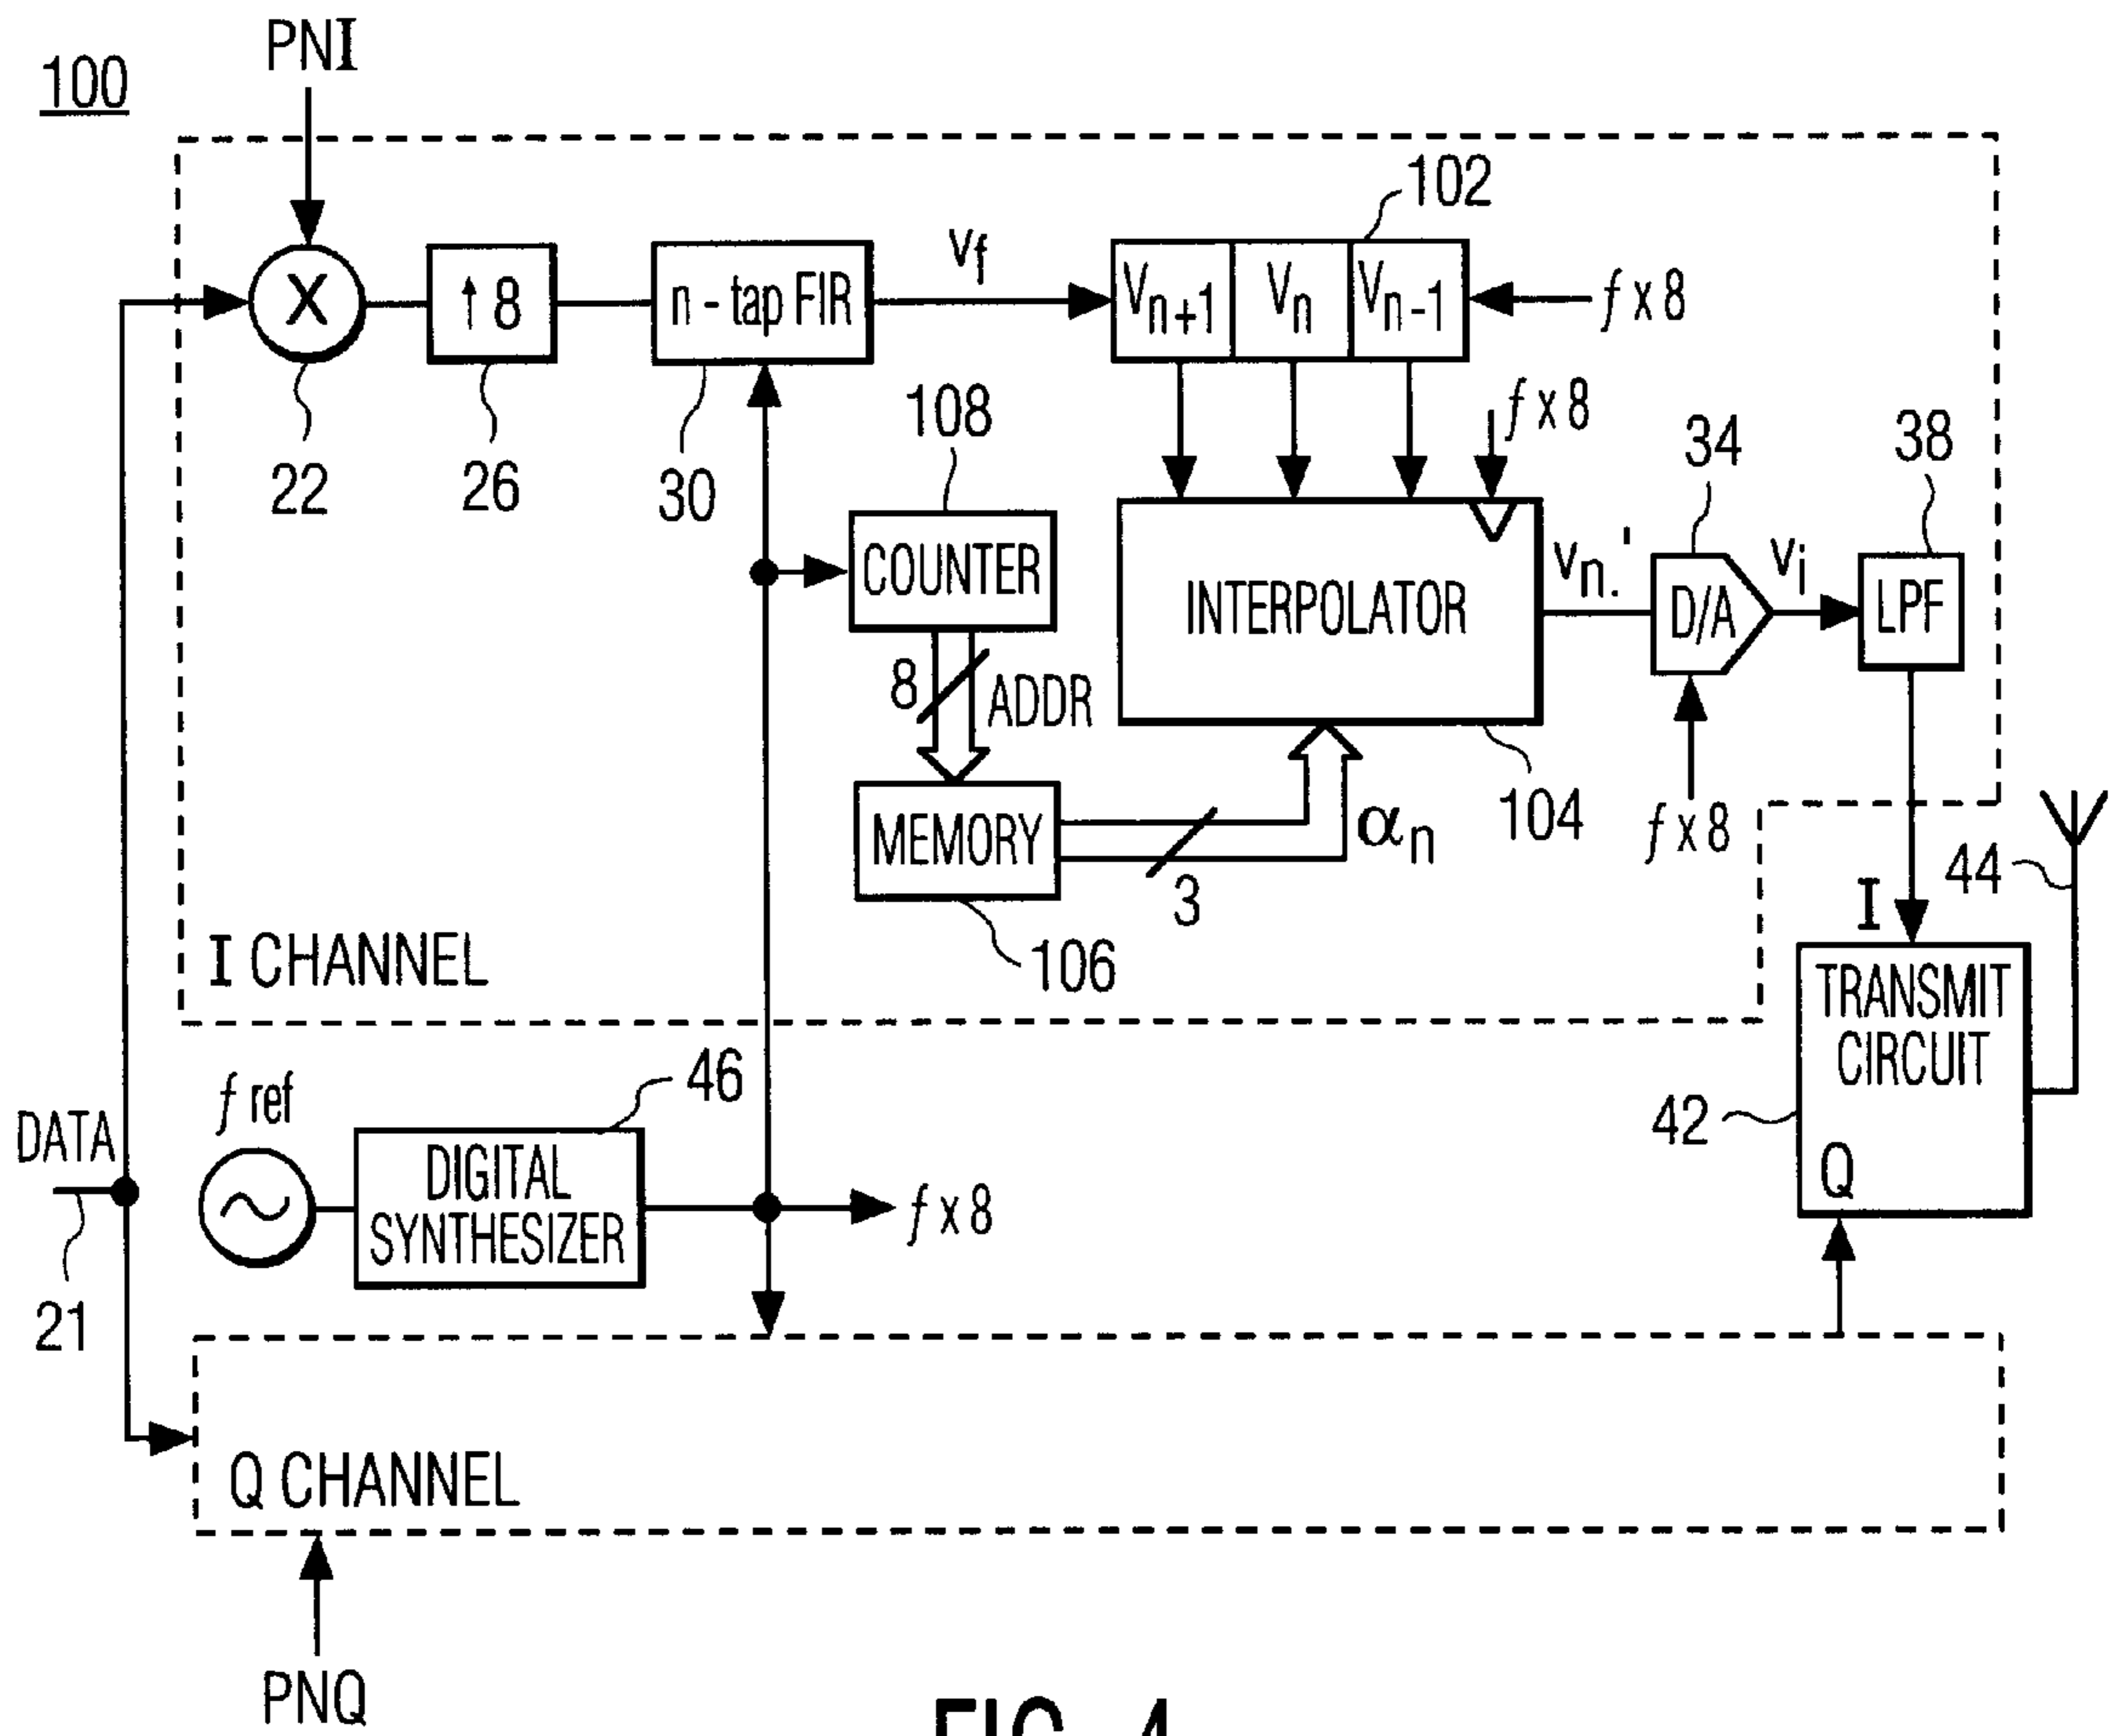 100
PNI
X
22
↑8
26
n-tap FIR
30
vf
102
Vn+1
Vn
Vn-1
f x 8
f x 8
108
COUNTER
8
ADDR
MEMORY
106
3
αn
INTERPOLATOR
104
vn.'
34
D/A
f x 8
vi
38
LPF
I
44
I CHANNEL
TRANSMIT
CIRCUIT
Q
42
DATA
21
f ref
46
DIGITAL
SYNTHESIZER
f x 8
Q CHANNEL
PNQ
FIG. 4